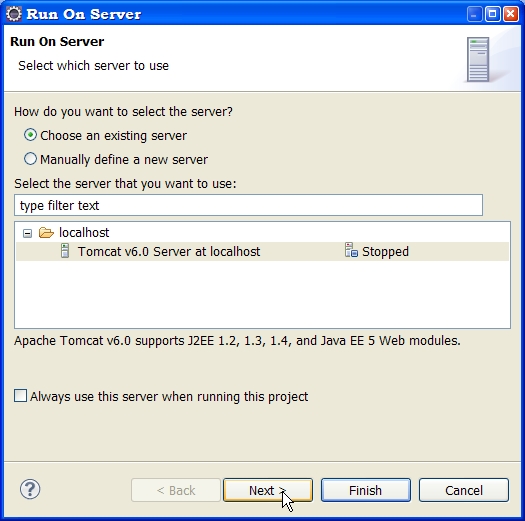 Run On Server
Run On Server
Select which server to use
How do you want to select the server?
Choose an existing server
Manually define a new server
Select the server that you want to use:
type filter text
localhost
Tomcat v6.0 Server at localhost Stopped
Apache Tomcat v6.0 supports J2EE 1.2, 1.3, 1.4, and Java EE 5 Web modules.
Always use this server when running this project
? < Back Next > Finish Cancel